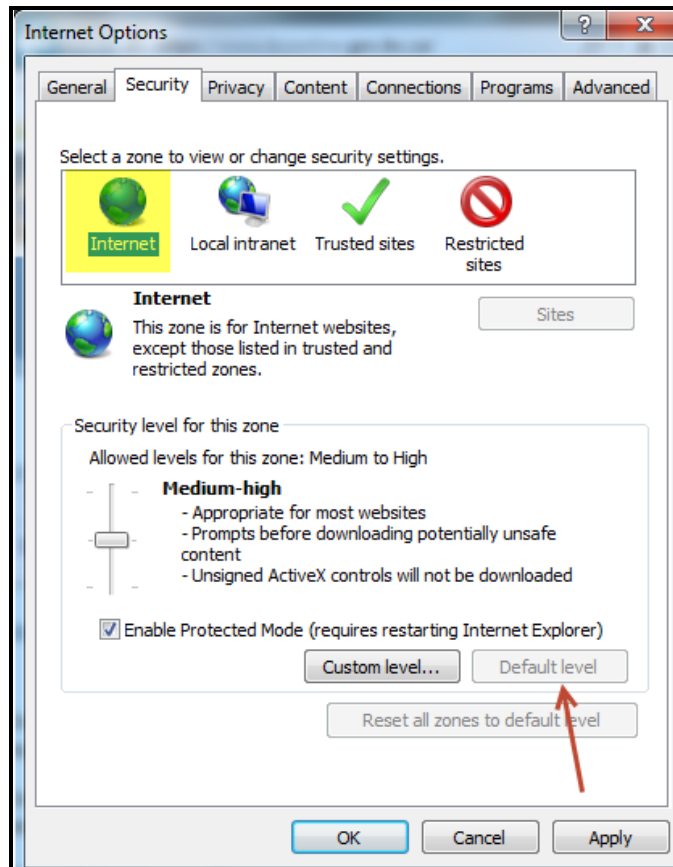 Internet Options
General Security Privacy Content Connections Programs Advanced
Select a zone to view or change security settings.
Internet Local intranet Trusted sites Restricted
sites
Internet
Sites
This zone is for Internet websites,
except those listed in trusted and
restricted zones.
Security level for this zone
Allowed levels for this zone: Medium to High
Medium-high
- Appropriate for most websites
- Prompts before downloading potentially unsafe
content
- Unsigned ActiveX controls will not be downloaded
Enable Protected Mode (requires restarting Internet Explorer)
Custom level... Default level
Reset all zones to default level
OK Cancel Apply